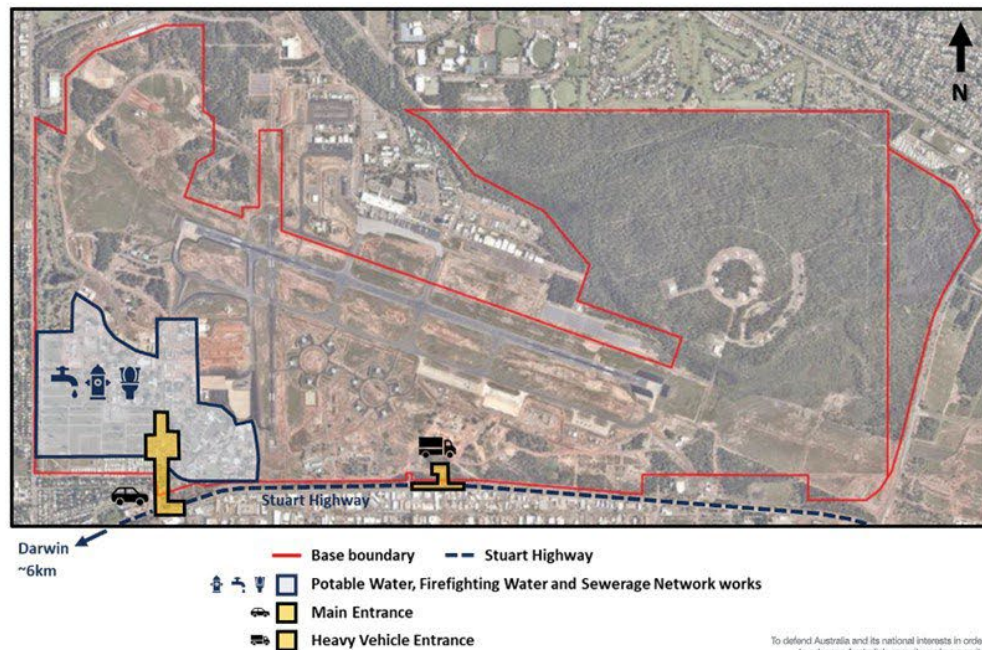 N
Stuart Highway
Darwin
~6km
Base boundary
Stuart Highway
Potable Water, Firefighting Water and Sewerage Network works
Main Entrance
Heavy Vehicle Entrance
To defend Australia and its national interests in orde